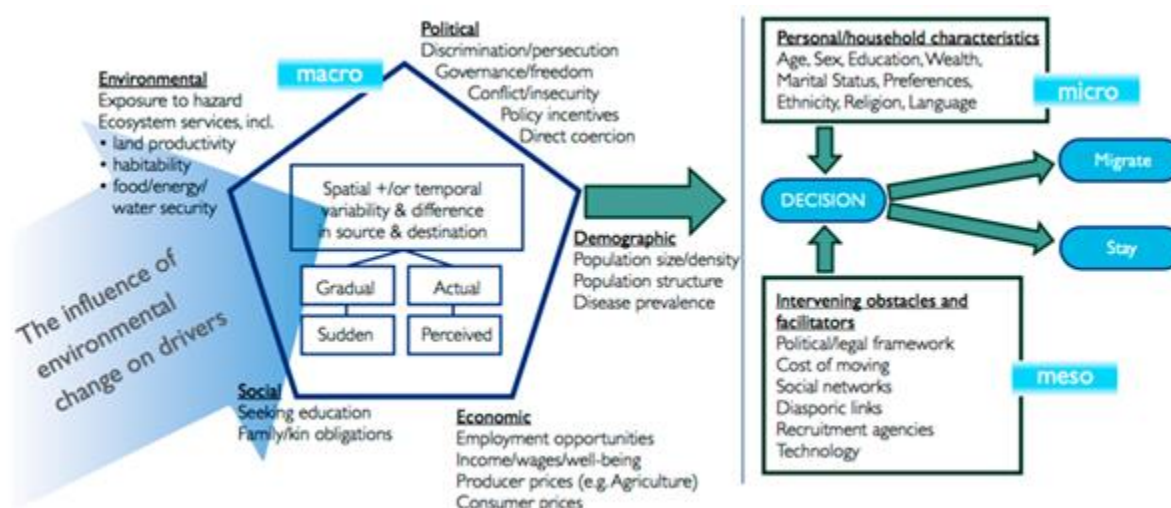 Political
Discrimination/persecution
Governance/freedom
Conflict/insecurity
Policy incentives
Direct coercion
macro
Environmental
Exposure to hazard
Ecosystem services, incl.
• land productivity
• habitability
• food/energy/
water security
Spatial +/or temporal
variability & difference
in source & destination
Gradual
Actual
Sudden
Perceived
The influence of
environmental
change on drivers
Social
Seeking education
Family/kin obligations
Economic
Employment opportunities
Income/wages/well-being
Producer prices (e.g. Agriculture)
Consumer prices
Demographic
Population size/density
Population structure
Disease prevalence
Personal/household characteristics
Age, Sex, Education, Wealth,
Marital Status, Preferences,
Ethnicity, Religion, Language
micro
DECISION
Migrate
Stay
Intervening obstacles and
facilitators
Political/legal framework
Cost of moving
Social networks
Diasporic links
Recruitment agencies
Technology
meso